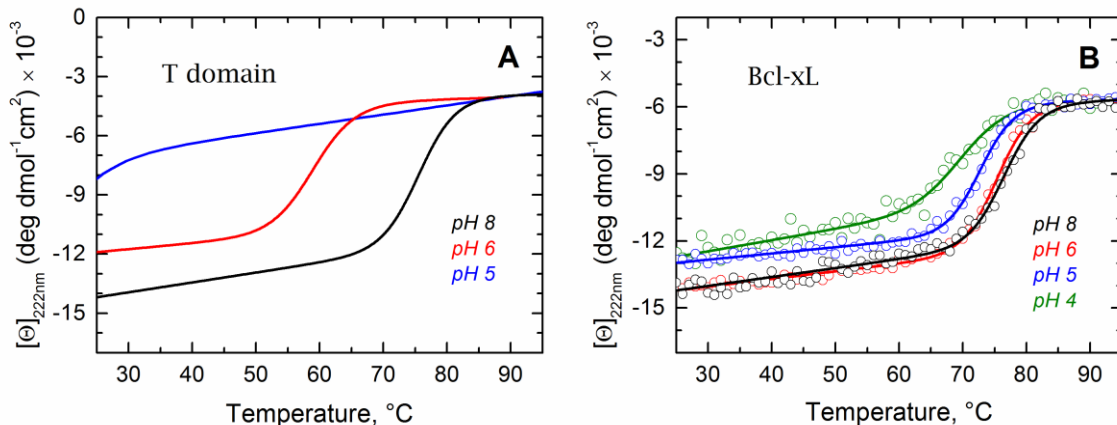 A
T domain
-3
-6
-9
-12
-15
[Θ]222nm (deg dmol-1cm2) × 10-3
pH 8
pH 6
pH 5
30 40 50 60 70 80 90
Temperature, °C
B
Bcl-xL
-3
-6
-9
-12
-15
[Θ]222nm (deg dmol-1cm2) × 10-3
pH 8
pH 6
pH 5
pH 4
30 40 50 60 70 80 90
Temperature, °C